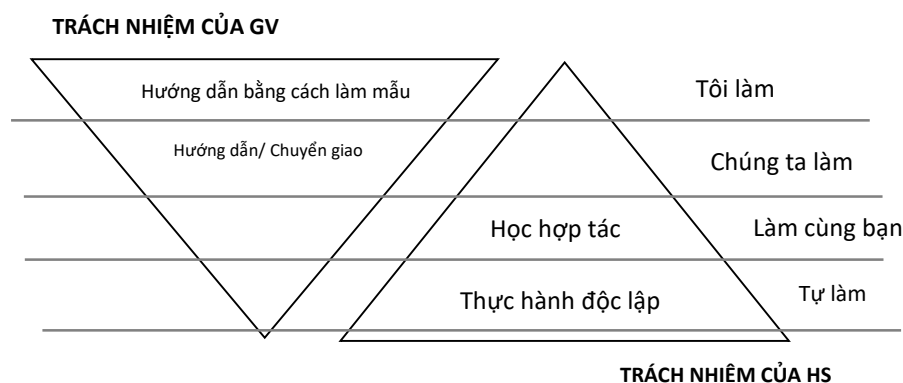 TRÁCH NHIỆM CỦA GV
Hướng dẫn bằng cách làm mẫu
Tôi làm
Hướng dẫn/ Chuyển giao
Chúng ta làm
Học hợp tác
Làm cùng bạn
Thực hành độc lập
Tự làm
TRÁCH NHIÊM CỦA HS